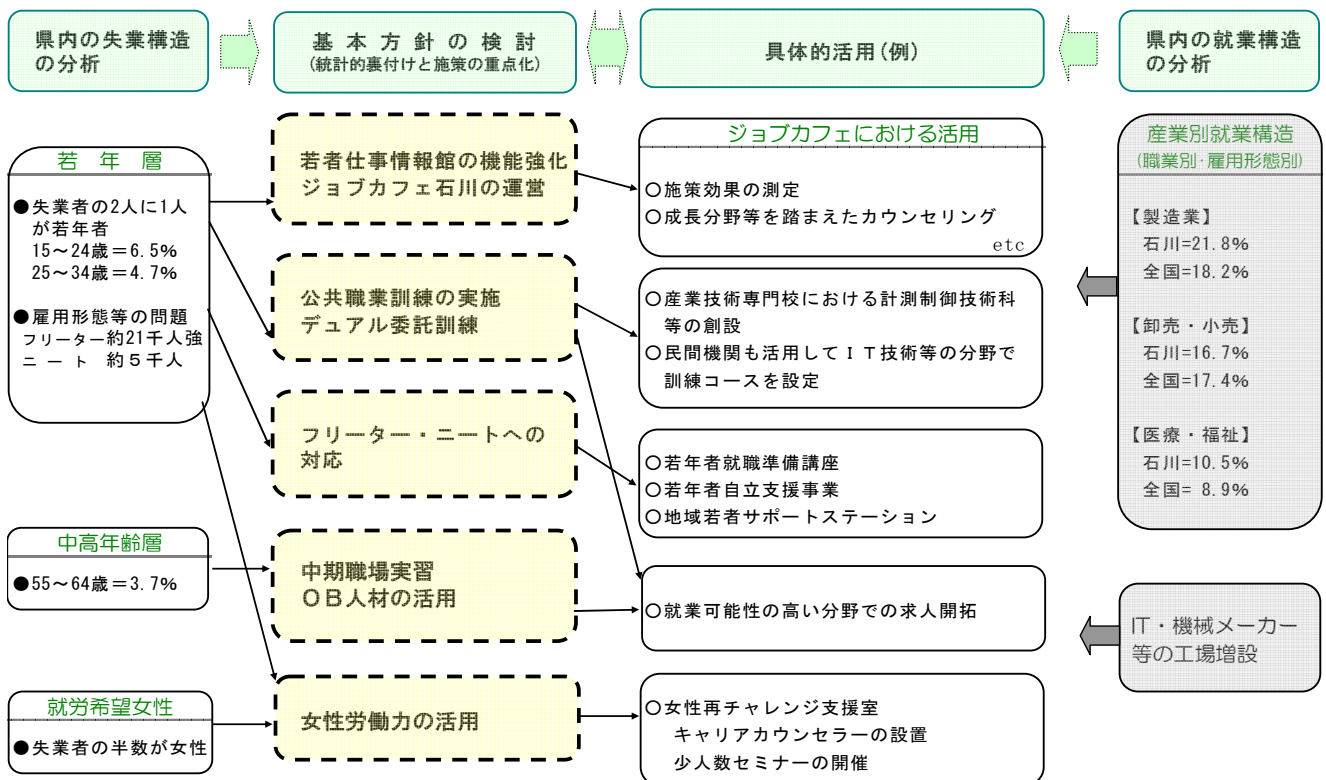 県内の失業構造
の分析
基本方針の検討
(統計的裏付けと施策の重点化)
具体的活用(例)
県内の就業構造
の分析
若年層
●失業者の2人に1人
が若年者
15～24歳＝6.5%
25～34歳＝4.7%
●雇用形態等の問題
フリーター約21千人強
ニート 約５千人
中高年齢層
●55～64歳＝3.7%
就労希望女性
●失業者の半数が女性
若者仕事情報館の機能強化
ジョブカフェ石川の運営
公共職業訓練の実施
デュアル委託訓練
フリーター・ニートへの
対応
中期職場実習
ＯＢ人材の活用
女性労働力の活用
ジョブカフェにおける活用
○施策効果の測定
○成長分野等を踏まえたカウンセリング
etc
○産業技術専門校における計測制御技術科
等の創設
○民間機関も活用してＩＴ技術等の分野で
訓練コースを設定
○若年者就職準備講座
○若年者自立支援事業
○地域若者サポートステーション
○就業可能性の高い分野での求人開拓
○女性再チャレンジ支援室
キャリアカウンセラーの設置
少人数セミナーの開催
産業別就業構造
(職業別・雇用形態別)
【製造業】
石川=21.8%
全国=18.2%
【卸売・小売】
石川=16.7%
全国=17.4%
【医療・福祉】
石川=10.5%
全国= 8.9%
IT・機械メーカー
等の工場増設